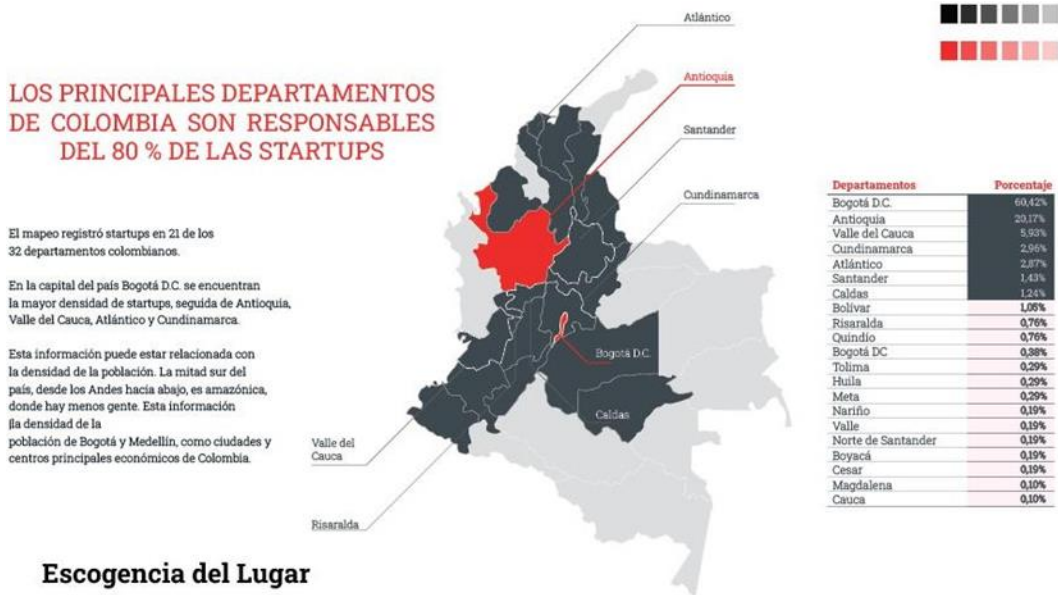 LOS PRINCIPALES DEPARTAMENTOS
DE COLOMBIA SON RESPONSABLES
DEL 80 % DE LAS STARTUPS
El mapeo registró startups en 21 de los
32 departamentos colombianos.
En la capital del país Bogotá D.C. se encuentran
la mayor densidad de startups, seguida de Antioquia,
Valle del Cauca, Atlántico y Cundinamarca.
Esta información puede estar relacionada con
la densidad de la población. La mitad sur del
país, desde los Andes hacia abajo, es amazónica,
donde hay menos gente. Esta información
la densidad de la
población de Bogotá y Medellín, como ciudades y
centros principales económicos de Colombia.
Atlántico
Antioquia
Santander
Cundinamarca
Bogotá D.C.
Caldas
Valle del
Cauca
Risaralda
Departamentos Porcentaje
Bogotá D.C. 60,42%
Antioquia 20,17%
Valle del Cauca 5,93%
Cundinamarca 2,96%
Atlántico 2,87%
Santander 1,43%
Caldas 1,24%
Bolívar 1,05%
Risaralda 0,76%
Quindío 0,76%
Bogotá DC 0,38%
Tolima 0,29%
Huila 0,29%
Meta 0,29%
Nariño 0,19%
Valle 0,19%
Norte de Santander 0,19%
Boyacá 0,19%
Cesar 0,19%
Magdalena 0,10%
Cauca 0,10%
Escogencia del Lugar